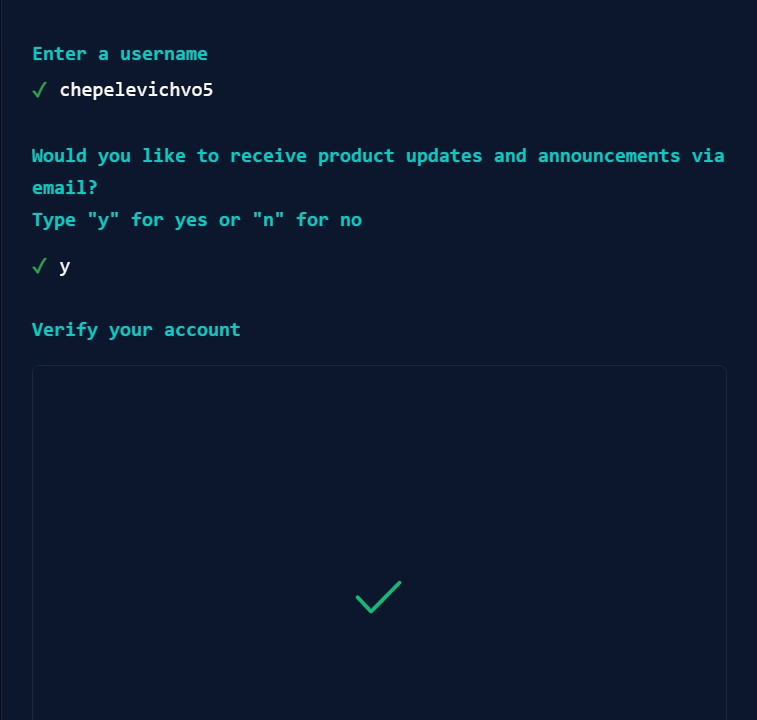 Enter a username
✓ chepelevichvo5
Would you like to receive product updates and announcements via
email?
Type "y" for yes or "n" for no
✓ y
Verify your account